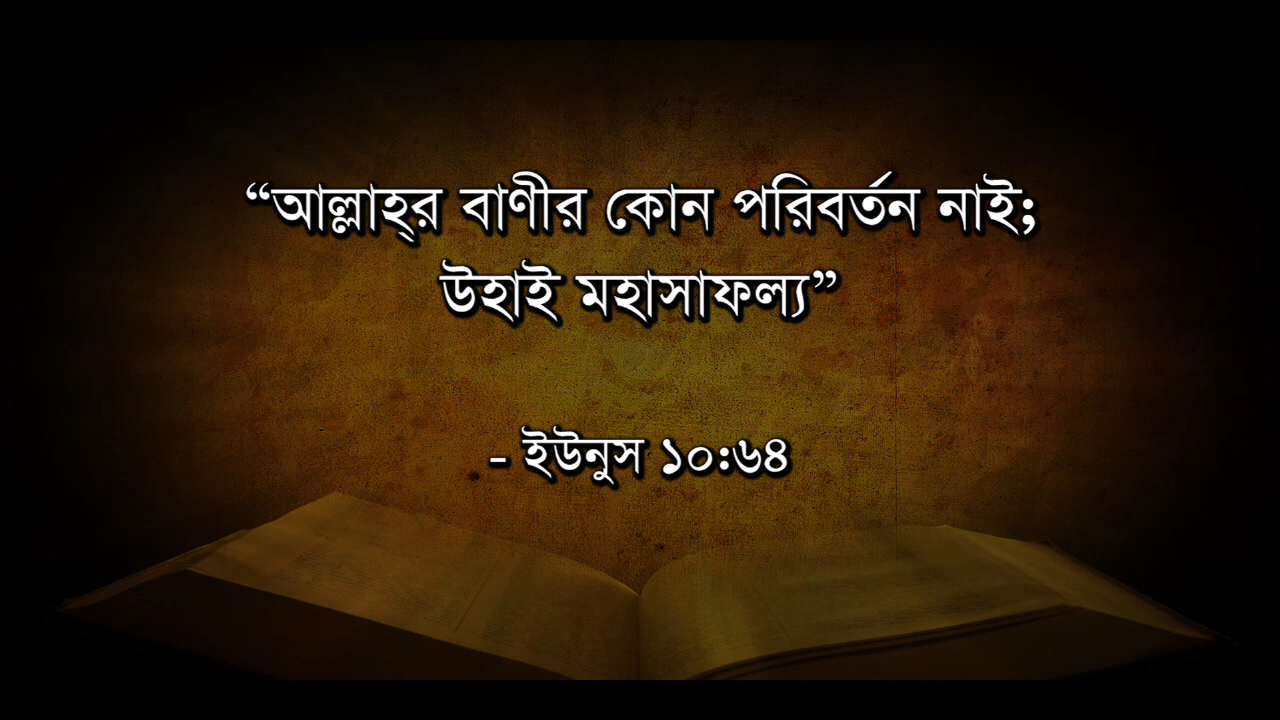 “আল্লাহ্‌র বাণীর কোন পরিবর্তন নাই;
উহাই মহাসাফল্য”
- ইউনুস ১০:৬৪